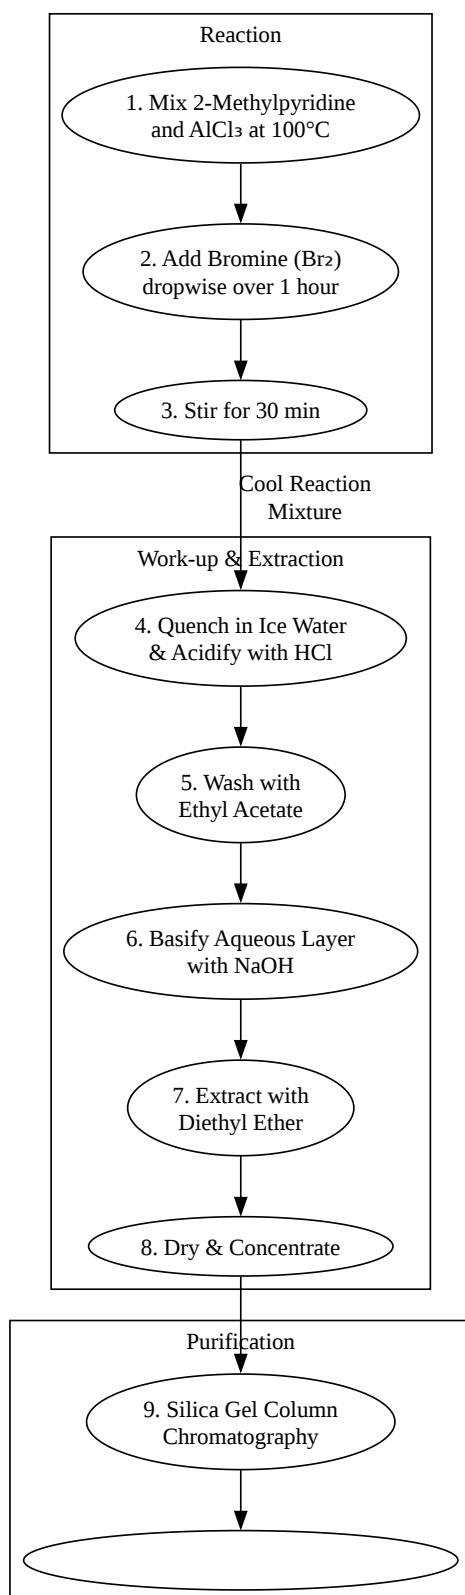 Reaction
1. Mix 2-Methylpyridine
and AlCl₃ at 100°C
2. Add Bromine (Br₂)
dropwise over 1 hour
3. Stir for 30 min
Cool Reaction
Mixture
Work-up & Extraction
4. Quench in Ice Water
& Acidify with HCl
5. Wash with
Ethyl Acetate
6. Basify Aqueous Layer
with NaOH
7. Extract with
Diethyl Ether
8. Dry & Concentrate
Purification
9. Silica Gel Column
Chromatography